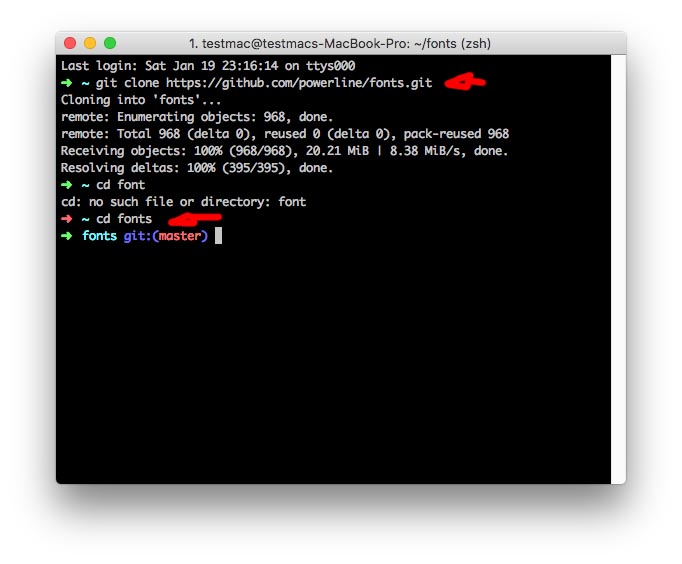 1. testmac@testmacs-MacBook-Pro: ~/fonts (zsh)
Last login: Sat Jan 19 23:16:14 on ttys000
➜ ~ git clone https://github.com/powerline/fonts.git
Cloning into 'fonts'...
remote: Enumerating objects: 968, done.
remote: Total 968 (delta 0), reused 0 (delta 0), pack-reused 968
Receiving objects: 100% (968/968), 20.21 MiB | 8.38 MiB/s, done.
Resolving deltas: 100% (395/395), done.
➜ ~ cd font
cd: no such file or directory: font
➜ ~ cd fonts
➜ fonts git:(master)